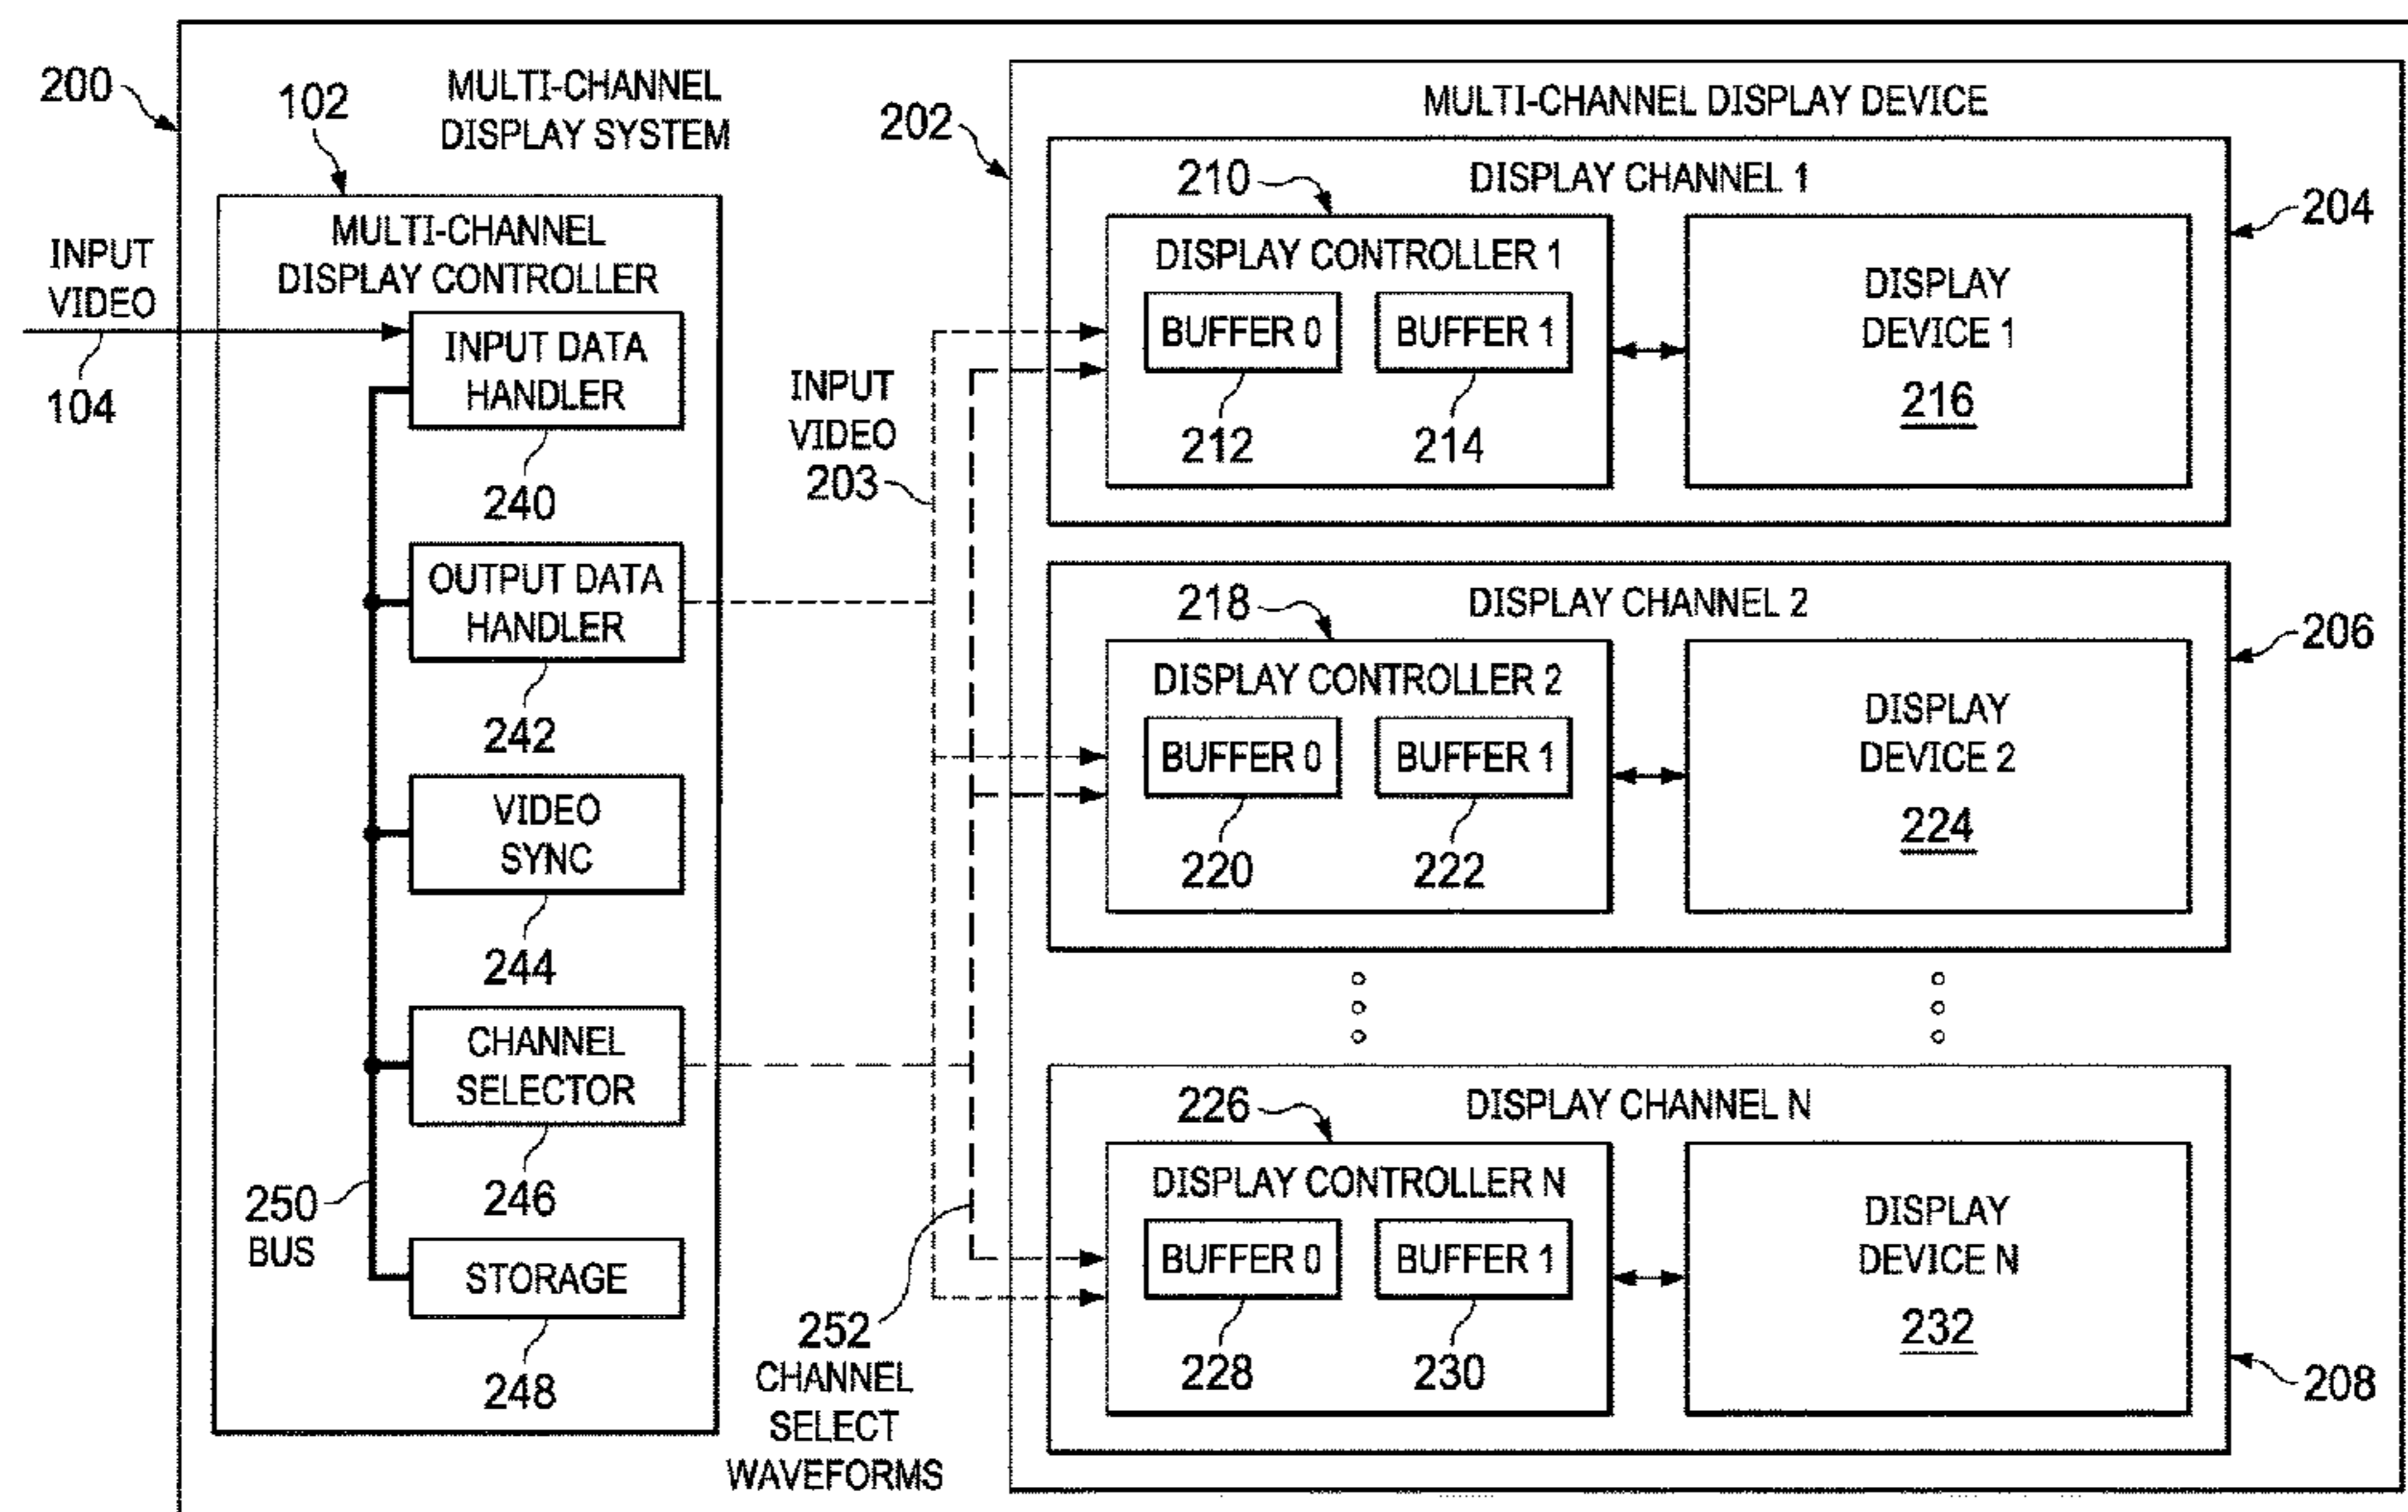 200
MULTI-CHANNEL
DISPLAY SYSTEM
102
MULTI-CHANNEL
DISPLAY CONTROLLER
INPUT
VIDEO
104
INPUT DATA
HANDLER
240
OUTPUT DATA
HANDLER
242
VIDEO
SYNC
244
CHANNEL
SELECTOR
246
250
BUS
STORAGE
248
INPUT
VIDEO
203
252
CHANNEL
SELECT
WAVEFORMS
202
MULTI-CHANNEL DISPLAY DEVICE
DISPLAY CHANNEL 1
204
210
DISPLAY CONTROLLER 1
BUFFER 0
BUFFER 1
212
214
DISPLAY
DEVICE 1
216
DISPLAY CHANNEL 2
206
218
DISPLAY CONTROLLER 2
BUFFER 0
BUFFER 1
220
222
DISPLAY
DEVICE 2
224
DISPLAY CHANNEL N
226
DISPLAY CONTROLLER N
BUFFER 0
BUFFER 1
228
230
DISPLAY
DEVICE N
232
208